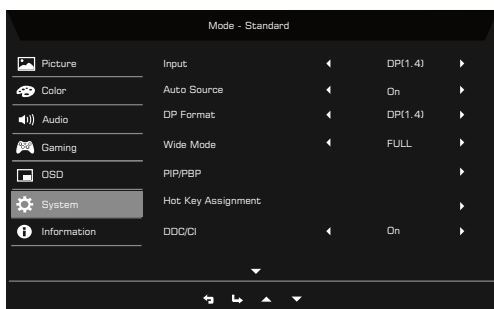 Mode - Standard
Picture
Input DP(1.4)
Color
Auto Source On
Audio
DP Format DP(1.4)
Gaming
Wide Mode FULL
OSD
PIP/PBP
System
Hot Key Assignment
Information
DDC/CI On